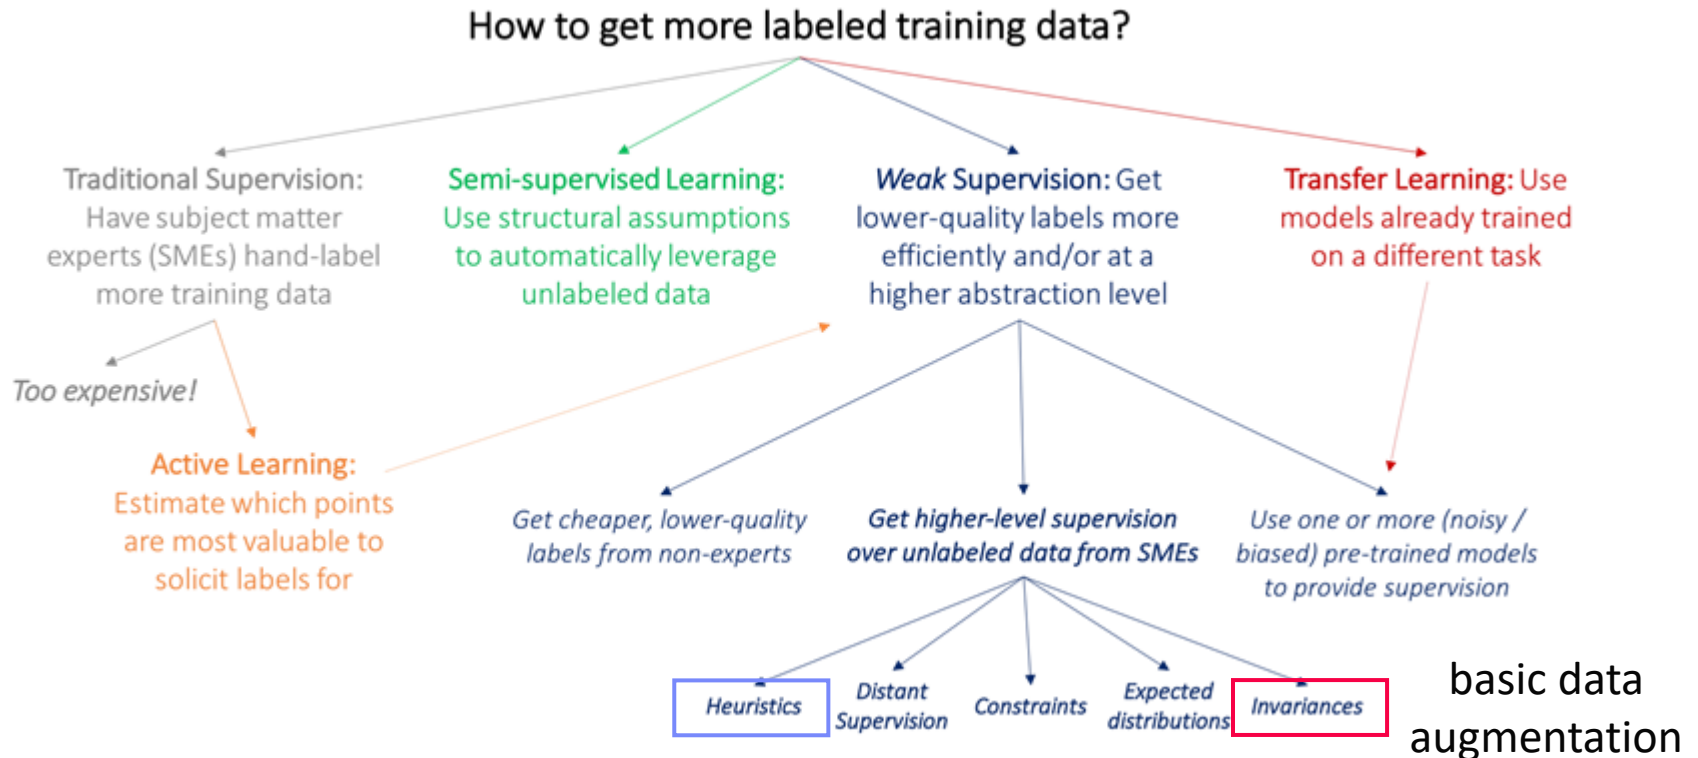 How to get more labeled training data?
Traditional Supervision:
Have subject matter
experts (SMEs) hand-label
more training data
Semi-supervised Learning:
Use structural assumptions
to automatically leverage
unlabeled data
Weak Supervision: Get
lower-quality labels more
efficiently and/or at a
higher abstraction level
Transfer Learning: Use
models already trained
on a different task
Too expensive!
Active Learning:
Estimate which points
are most valuable to
solicit labels for
Get cheaper, lower-quality
labels from non-experts
Get higher-level supervision
over unlabeled data from SMEs
Use one or more (noisy /
biased) pre-trained models
to provide supervision
Heuristics
Distant
Supervision
Constraints
Expected
distributions
Invariances
basic data
augmentation